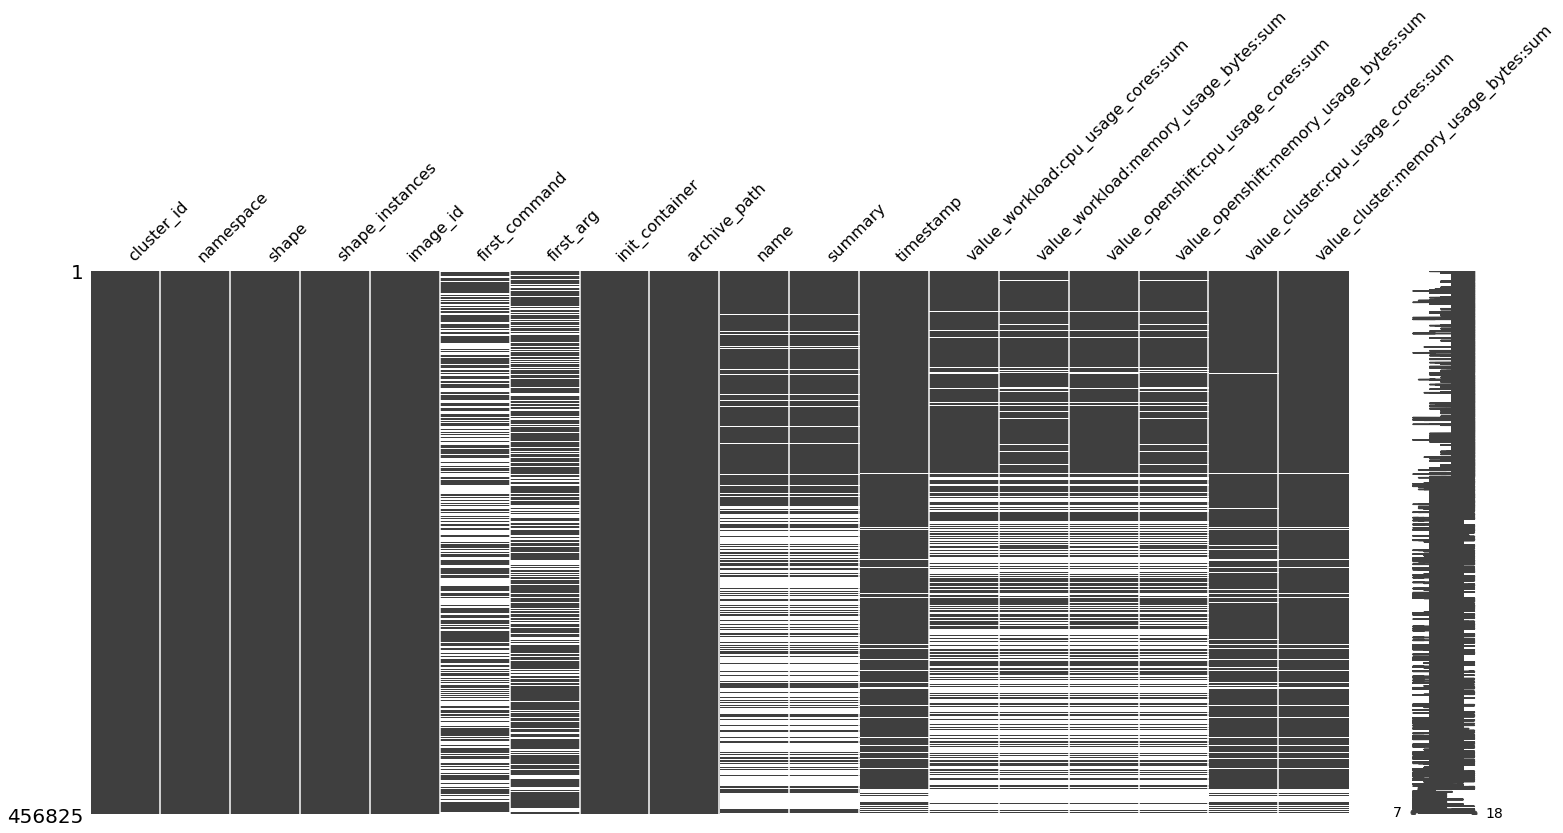 cluster_id
namespace
shape
shape_instances
image_id
first_command
first_arg
init_container
archive_path
name
summary
timestamp
value_workload:cpu_usage_cores:sum
value_workload:memory_usage_bytes:sum
value_openshift:cpu_usage_cores:sum
value_openshift:memory_usage_bytes:sum
value_cluster:cpu_usage_cores:sum
value_cluster:memory_usage_bytes:sum
1
456825
7
18